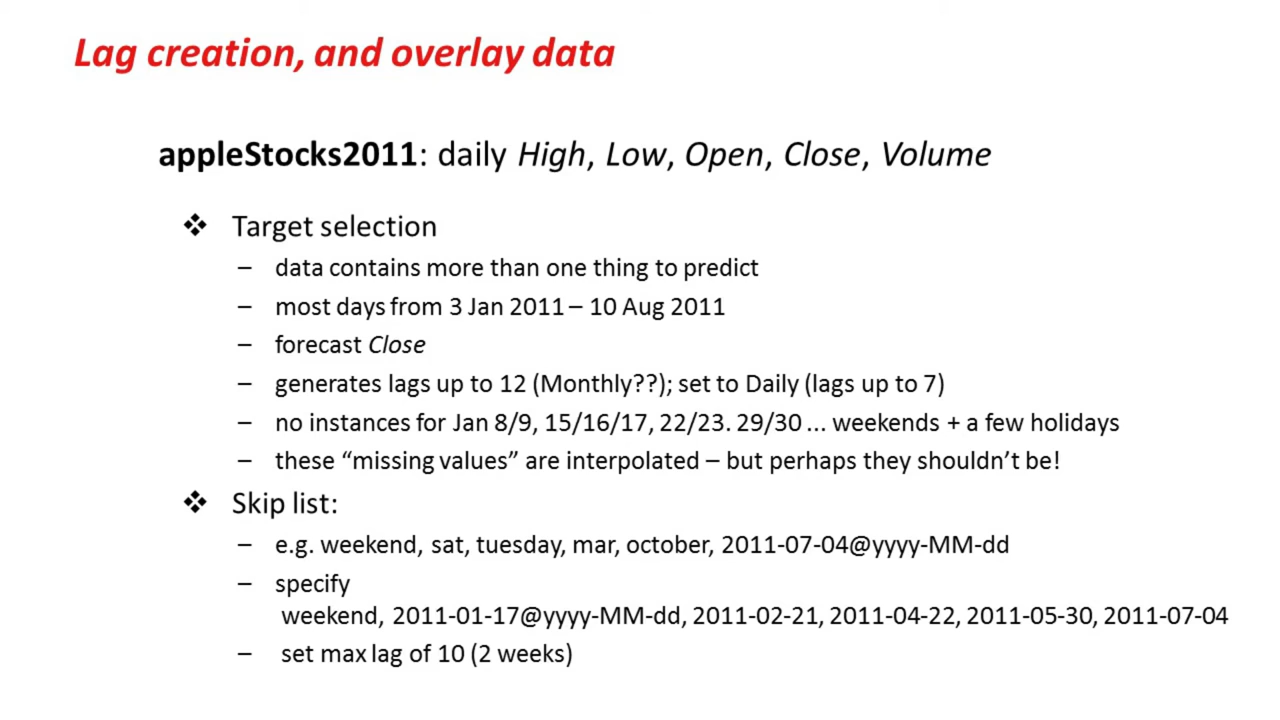 Lag creation, and overlay data
appleStocks2011: daily High, Low, Open, Close, Volume
❖ Target selection
– data contains more than one thing to predict
– most days from 3 Jan 2011 – 10 Aug 2011
– forecast Close
– generates lags up to 12 (Monthly??); set to Daily (lags up to 7)
– no instances for Jan 8/9, 15/16/17, 22/23. 29/30 ... weekends + a few holidays
– these “missing values” are interpolated – but perhaps they shouldn’t be!
❖ Skip list:
– e.g. weekend, sat, tuesday, mar, october, 2011-07-04@yyyy-MM-dd
– specify
weekend, 2011-01-17@yyyy-MM-dd, 2011-02-21, 2011-04-22, 2011-05-30, 2011-07-04
– set max lag of 10 (2 weeks)